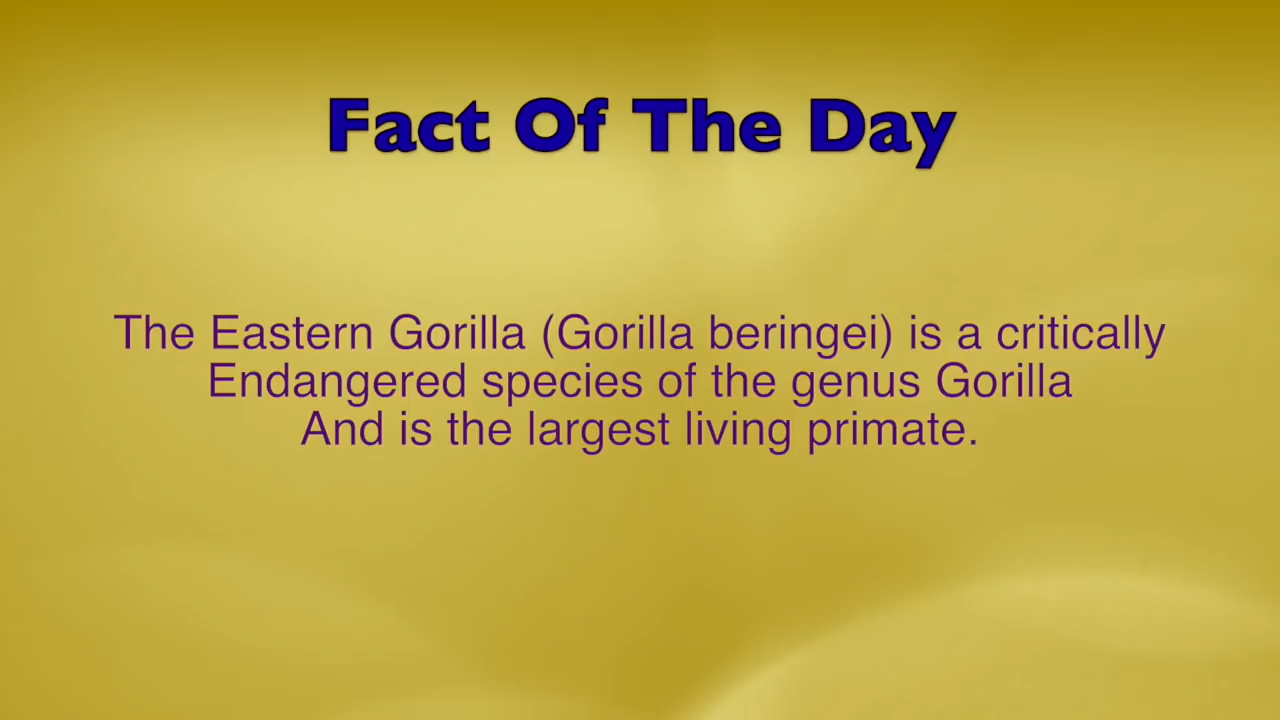 Fact Of The Day
The Eastern Gorilla (Gorilla beringei) is a critically
Endangered species of the genus Gorilla
And is the largest living primate.